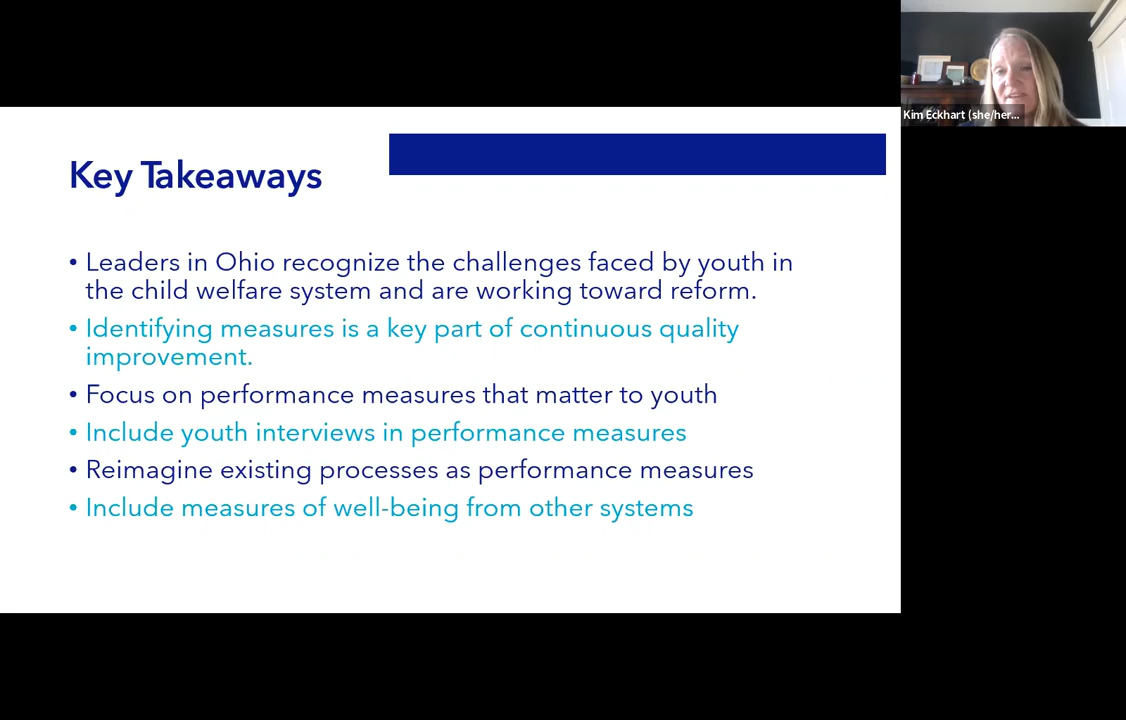 Kim Eckhart (she/her...
Key Takeaways
• Leaders in Ohio recognize the challenges faced by youth in
the child welfare system and are working toward reform.
• Identifying measures is a key part of continuous quality
improvement.
• Focus on performance measures that matter to youth
• Include youth interviews in performance measures
• Reimagine existing processes as performance measures
• Include measures of well-being from other systems